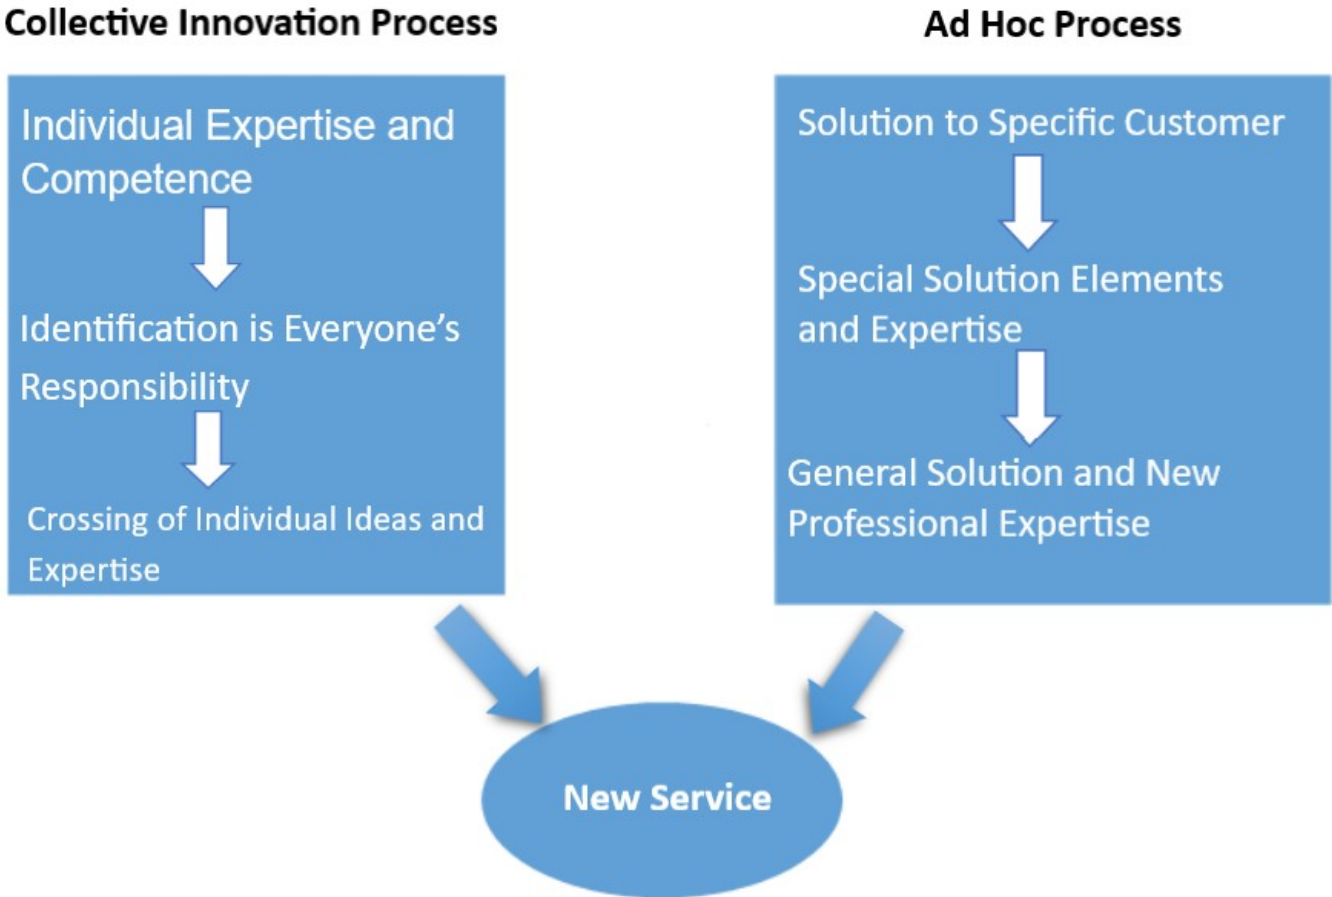 Collective Innovation Process
Individual Expertise and
Competence
Identification is Everyone’s
Responsibility
Crossing of Individual Ideas and
Expertise
Ad Hoc Process
Solution to Specific Customer
Special Solution Elements
and Expertise
General Solution and New
Professional Expertise
New Service